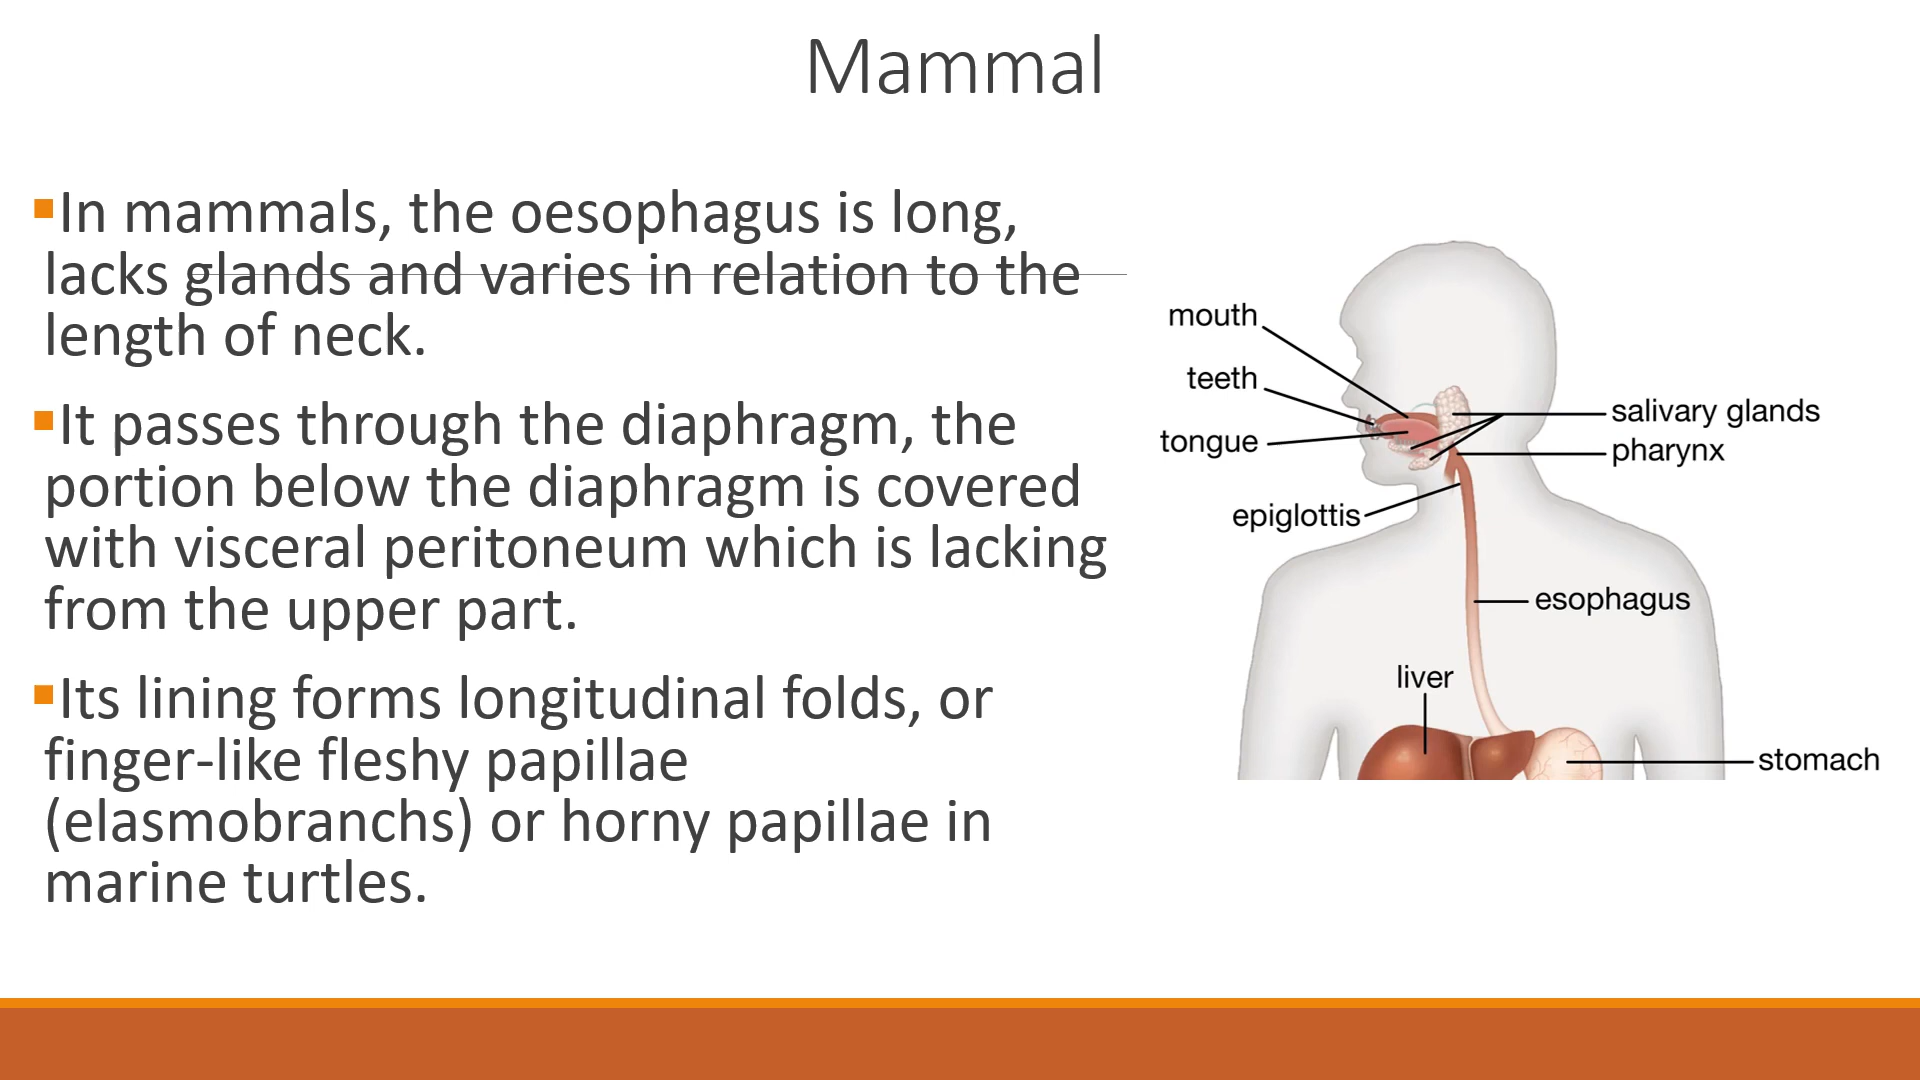 Mammal
▪In mammals, the oesophagus is long,
lacks glands and varies in relation to the
length of neck.
▪It passes through the diaphragm, the
portion below the diaphragm is covered
with visceral peritoneum which is lacking
from the upper part.
▪Its lining forms longitudinal folds, or
finger-like fleshy papillae
(elasmobranchs) or horny papillae in
marine turtles.
mouth
teeth
tongue
epiglottis
salivary glands
pharynx
esophagus
liver
stomach